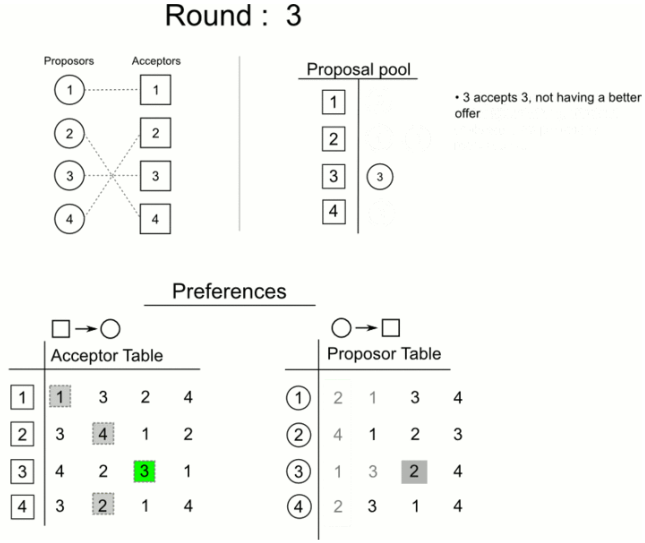 Round : 3
Proposors Acceptors
1 1
2 2
3 3
4 4
Proposal pool
1
2
3 3
4
• 3 accepts 3, not having a better
offer
Preferences
Acceptor Table
1 1 3 2 4
2 3 4 1 2
3 4 2 3 1
4 3 2 1 4
Proposor Table
1 2 1 3 4
2 4 1 2 3
3 1 3 2 4
4 2 3 1 4